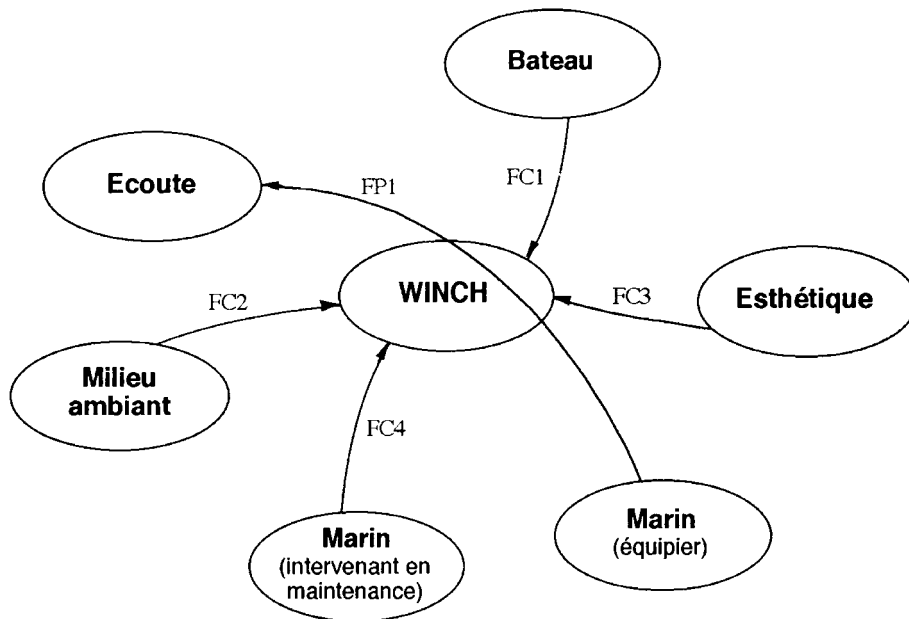 Bateau
FC1
Ecoute
FP1
WINCH
FC2
FC3
Esthétique
Milieu
ambiant
FC4
Marin
(intervenant en
maintenance)
Marin
(équipier)